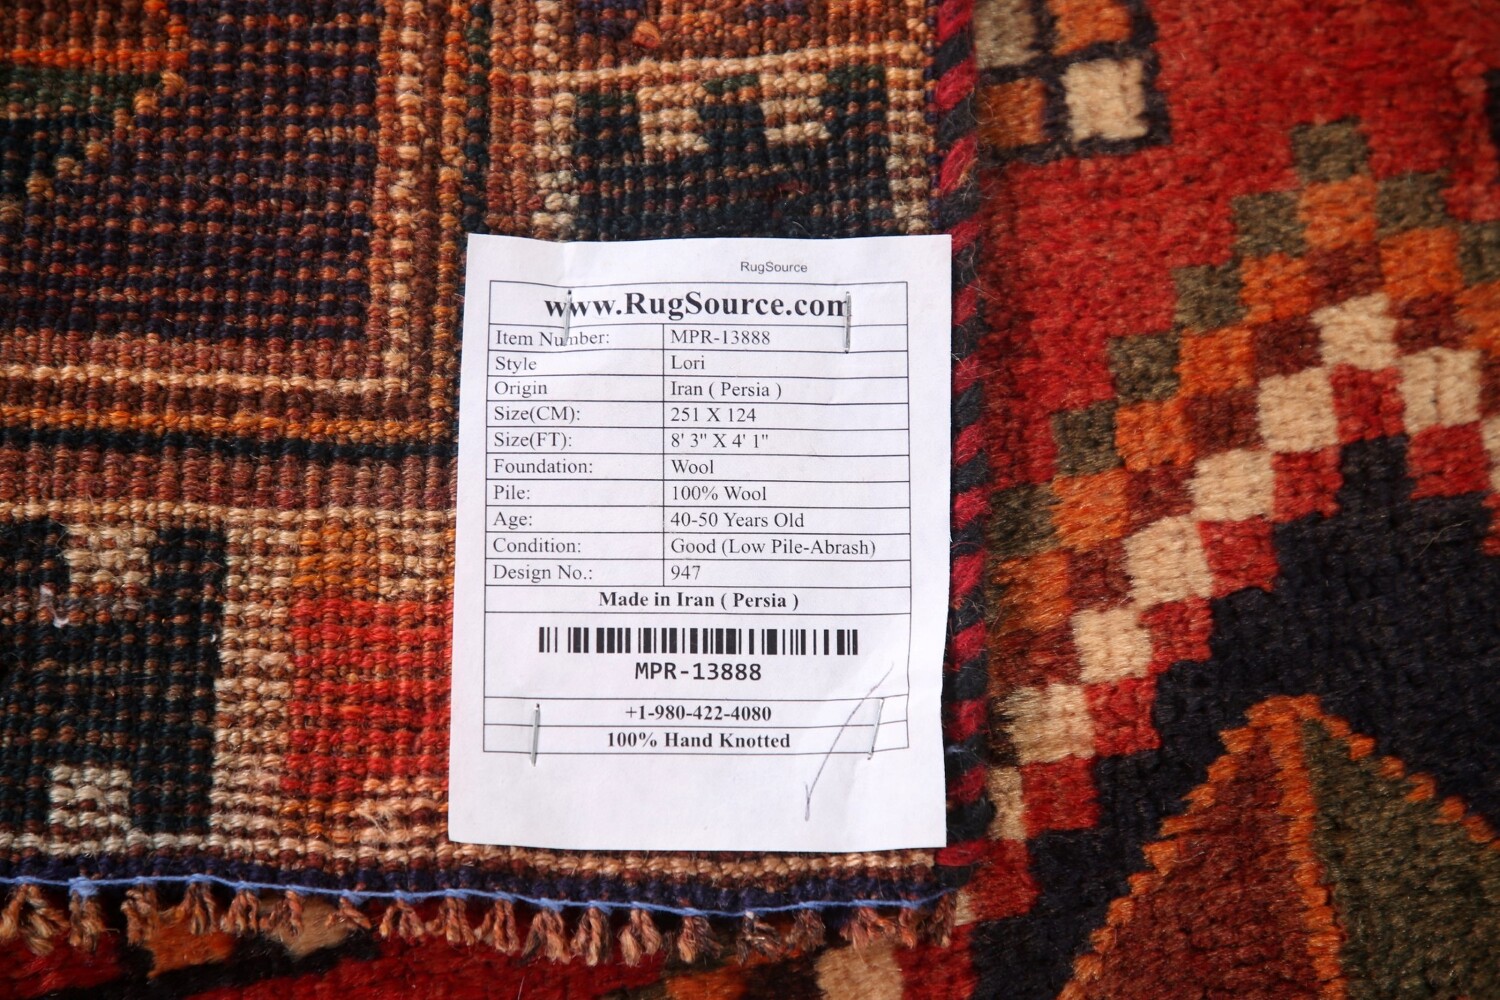 RugSource
www.RugSource.com
Item Number: MPR-13888
Style Lori
Origin Iran ( Persia )
Size(CM): 251 X 124
Size(FT): 8' 3" X 4' 1"
Foundation: Wool
Pile: 100% Wool
Age: 40-50 Years Old
Condition: Good (Low Pile-Abrash)
Design No.: 947
Made in Iran ( Persia )
MPR-13888
+1-980-422-4080
100% Hand Knotted